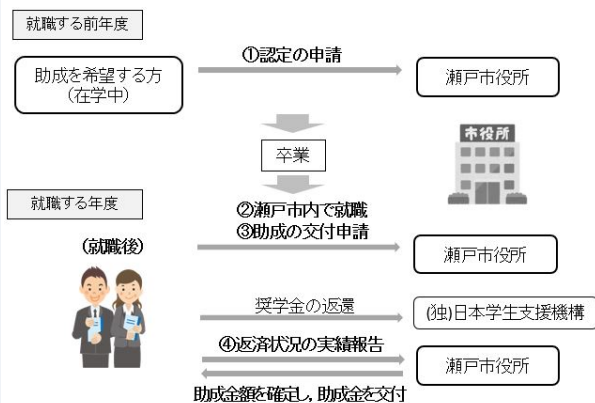 就職する前年度
①認定の申請
助成を希望する方
(在学中)
瀬戸市役所
市役所
卒業
就職する年度
②瀬戸市内で就職
③助成の交付申請
(就職後)
瀬戸市役所
奨学金の返還
(独)日本学生支援機構
④返済状況の実績報告
瀬戸市役所
助成金額を確定し,助成金を交付